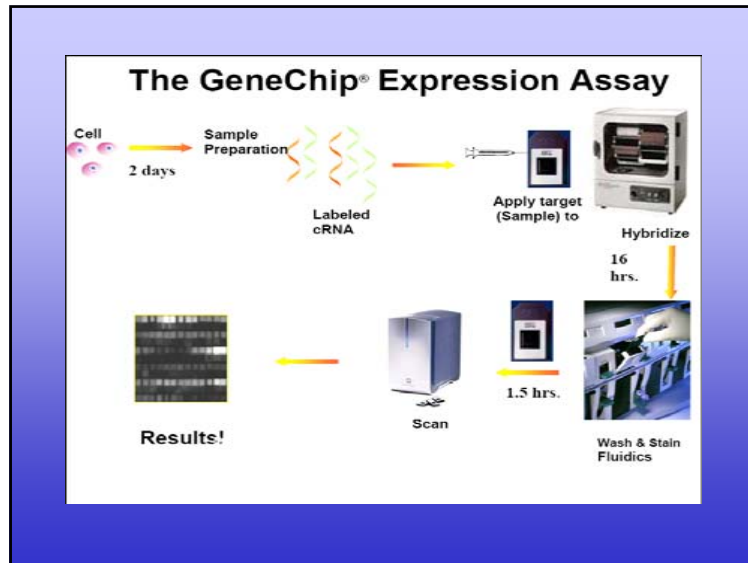 The GeneChip® Expression Assay
Cell
2 days
Sample
Preparation
Labeled
cRNA
Apply target
(Sample) to
Hybridize
16
hrs.
Wash & Stain
Fluidics
1.5 hrs.
Scan
Results!